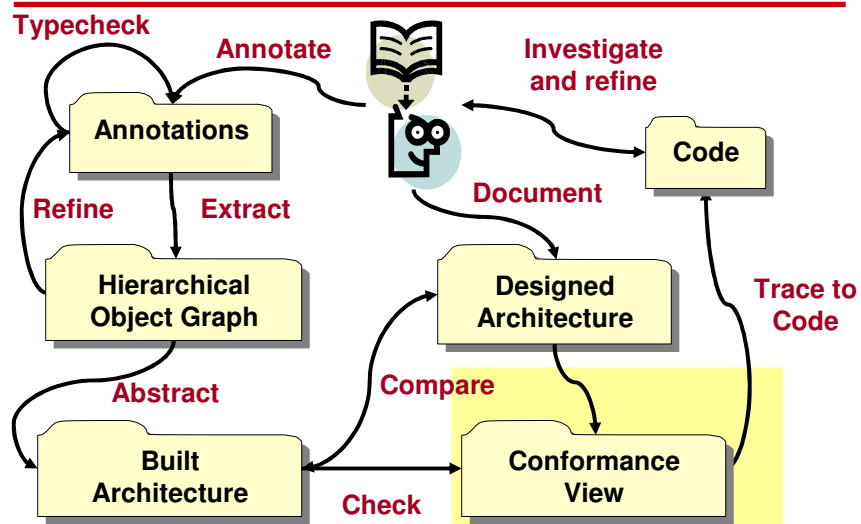 Typecheck
Annotate
Investigate
and refine
Annotations
Code
Refine
Extract
Document
Hierarchical
Object Graph
Designed
Architecture
Trace to
Code
Abstract
Compare
Built
Architecture
Conformance
View
Check